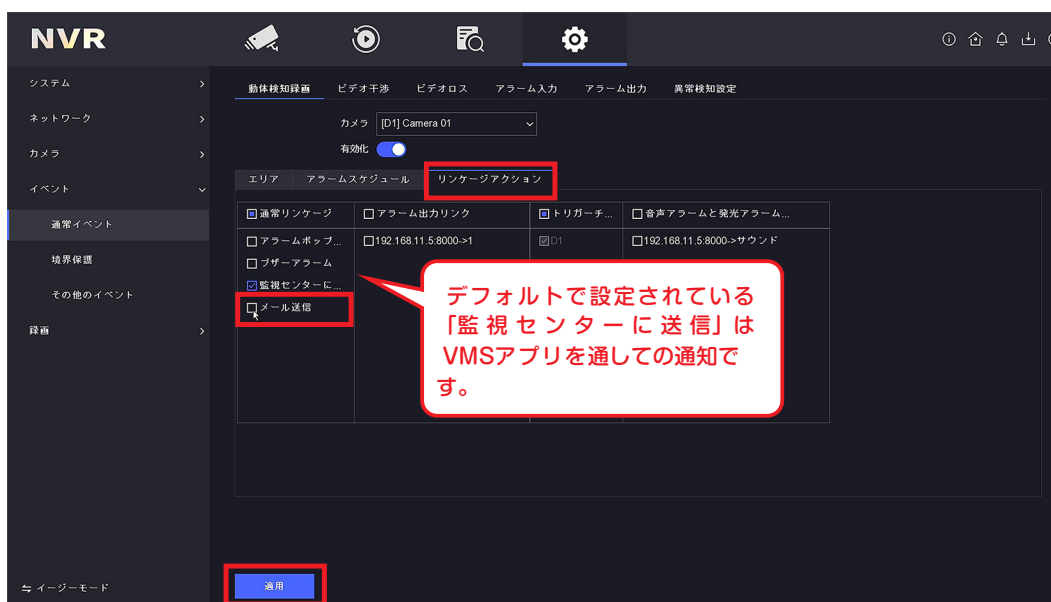 NVR
システム
ネットワーク
カメラ
イベント
通常イベント
境界保護
その他のイベント
録画
イージーモード
動体検知録画 ビデオ干渉 ビデオロス アラーム入力 アラーム出力 異常検知設定
カメラ [D1] Camera 01
有効化
エリア アラームスケジュール リンケージアクション
通常リンケージ アラーム出力リンク トリガーチ... 音声アラームと発光アラーム...
アラームポップ... 192.168.11.5:8000->1 D1 192.168.11.5:8000->サウンド
ブザーアラーム
監視センターに...
メール送信
デフォルトで設定されている
「監視センターに送信」は
VMSアプリを通しての通知で
す。
適用